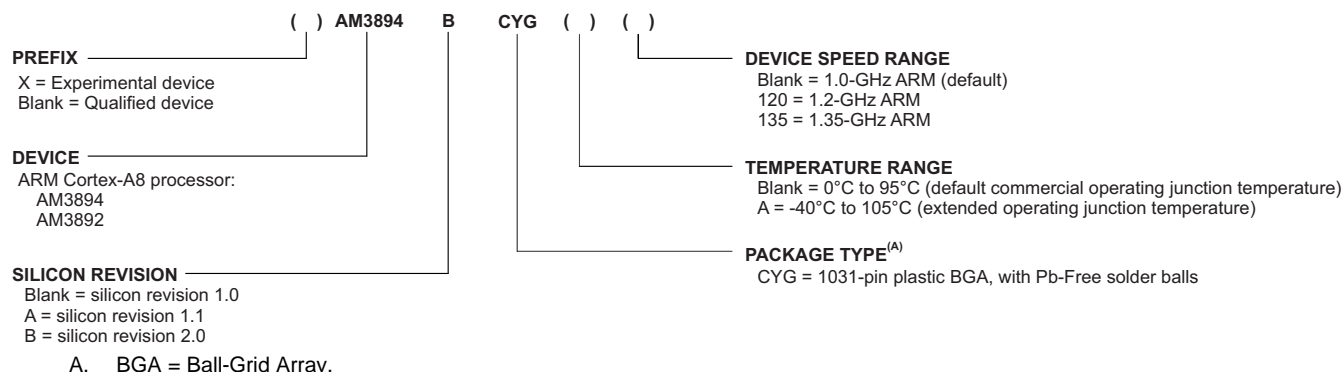 ( ) AM3894 B CYG ( ) ( )
PREFIX
X = Experimental device
Blank = Qualified device
DEVICE
ARM Cortex-A8 processor:
AM3894
AM3892
SILICON REVISION
Blank = silicon revision 1.0
A = silicon revision 1.1
B = silicon revision 2.0
DEVICE SPEED RANGE
Blank = 1.0-GHz ARM (default)
120 = 1.2-GHz ARM
135 = 1.35-GHz ARM
TEMPERATURE RANGE
Blank = 0°C to 95°C (default commercial operating junction temperature)
A = -40°C to 105°C (extended operating junction temperature)
PACKAGE TYPE(A)
CYG = 1031-pin plastic BGA, with Pb-Free solder balls
A. BGA = Ball-Grid Array.